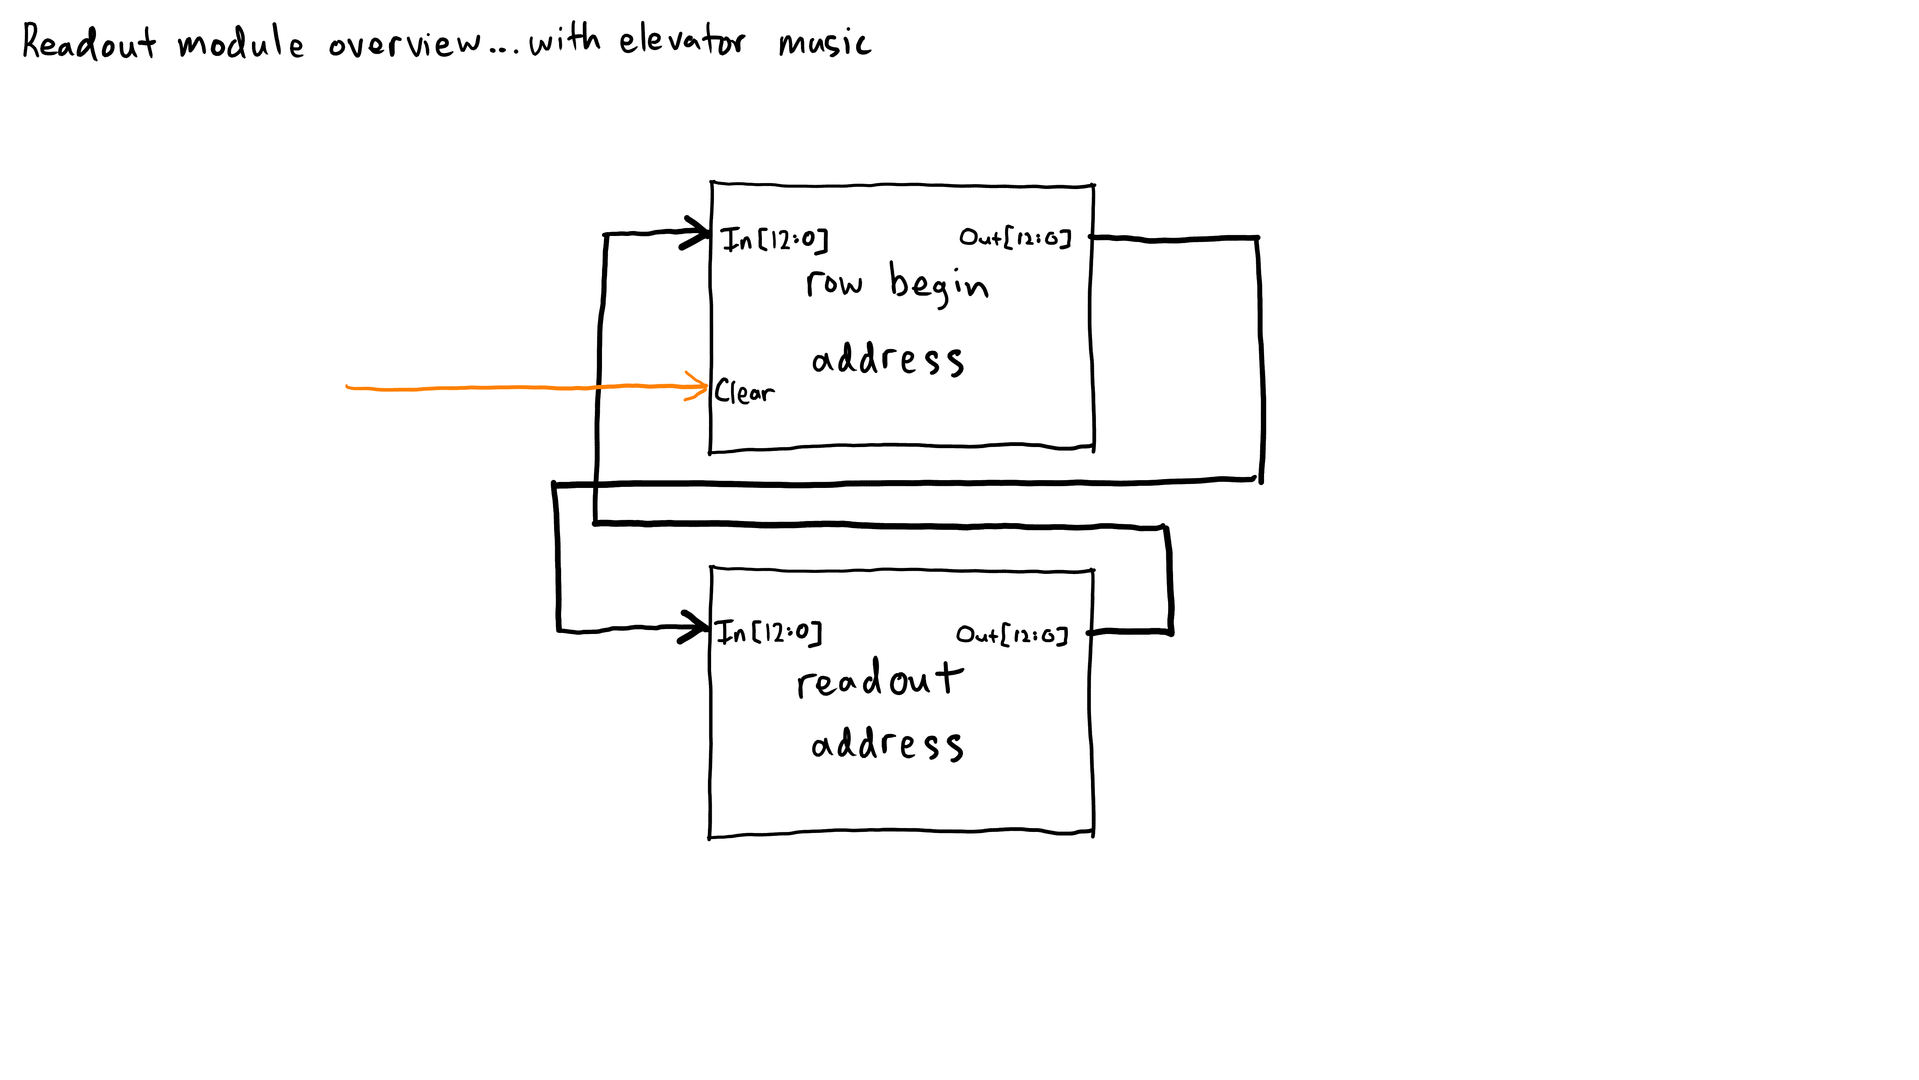 Readout module overview...with elevator music
In[12:0] Out[12:0]
row begin
address
Clear
In[12:0] Out[12:0]
readout
address